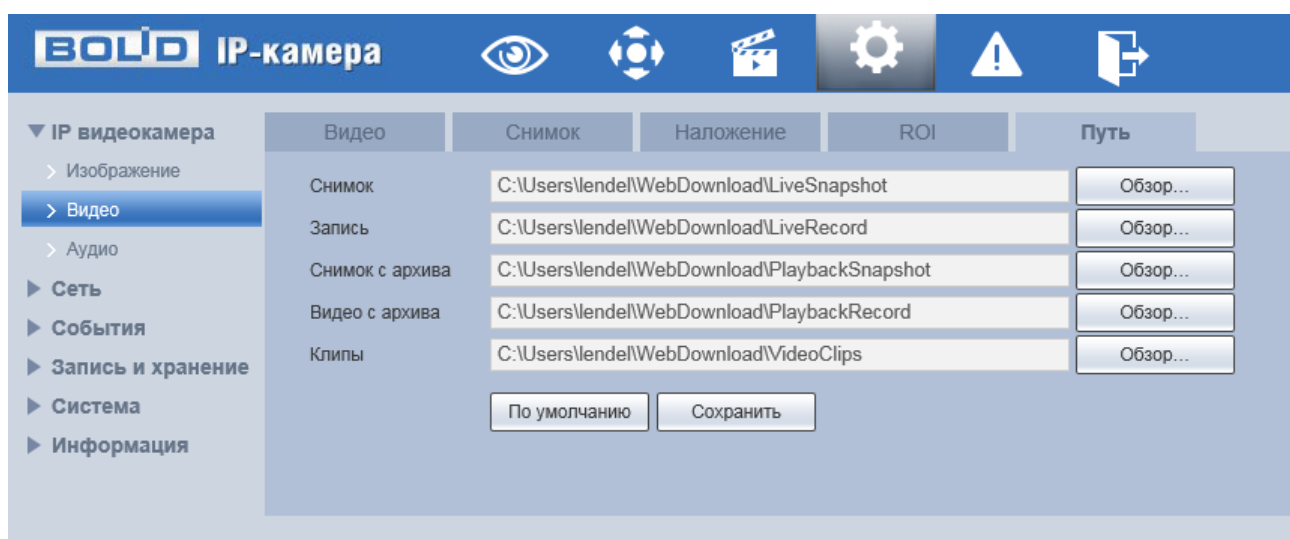 BOLID IP-камера
IP видеокамера
Изображение
Видео
Аудио
Сеть
События
Запись и хранение
Система
Информация
Видео Снимок Наложение ROI Путь
Снимок C:\Users\lendel\WebDownload\LiveSnapshot Обзор...
Запись C:\Users\lendel\WebDownload\LiveRecord Обзор...
Снимок с архива C:\Users\lendel\WebDownload\PlaybackSnapshot Обзор...
Видео с архива C:\Users\lendel\WebDownload\PlaybackRecord Обзор...
Клипы C:\Users\lendel\WebDownload\VideoClips Обзор...
По умолчанию Сохранить